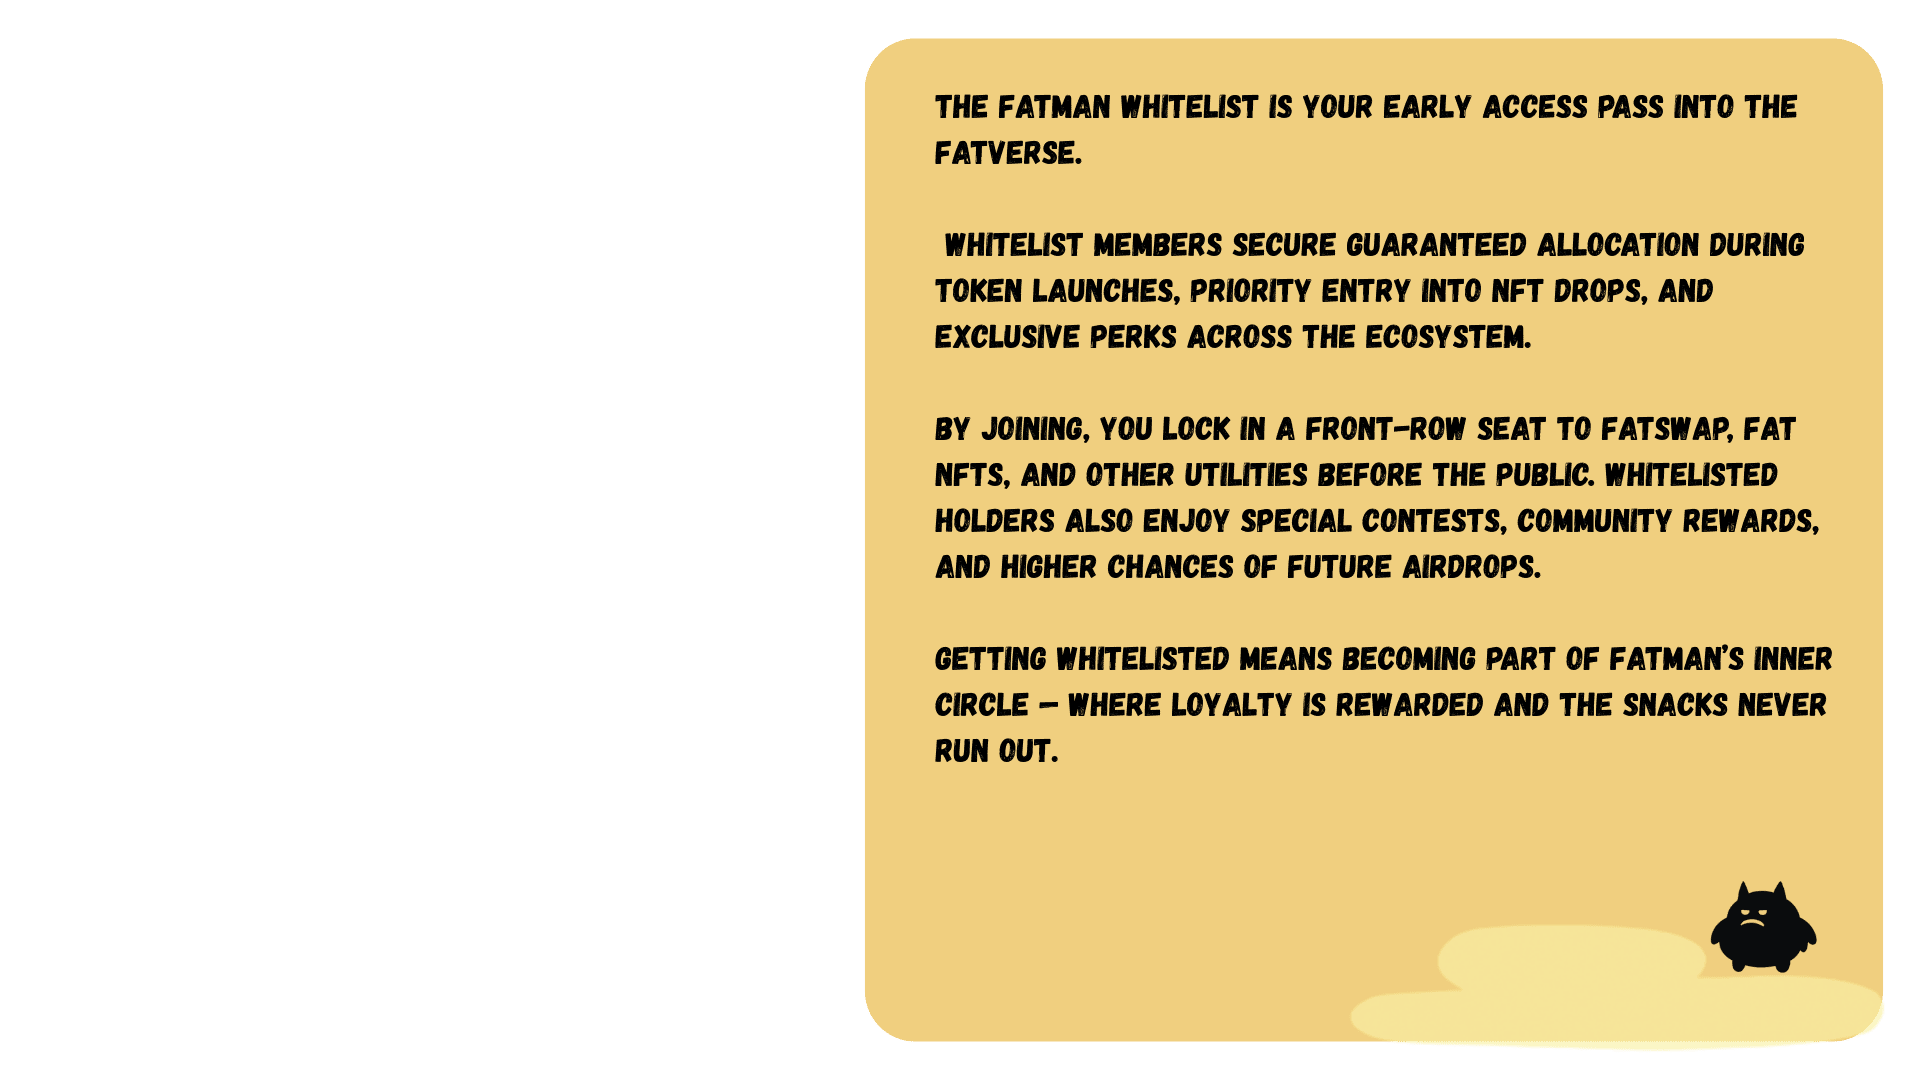 THE FATMAN WHITELIST IS YOUR EARLY ACCESS PASS INTO THE
FATVERSE.
WHITELIST MEMBERS SECURE GUARANTEED ALLOCATION DURING
TOKEN LAUNCHES, PRIORITY ENTRY INTO NFT DROPS, AND
EXCLUSIVE PERKS ACROSS THE ECOSYSTEM.
BY JOINING, YOU LOCK IN A FRONT-ROW SEAT TO FATSWAP, FAT
NFTS, AND OTHER UTILITIES BEFORE THE PUBLIC. WHITELISTED
HOLDERS ALSO ENJOY SPECIAL CONTESTS, COMMUNITY REWARDS,
AND HIGHER CHANCES OF FUTURE AIRDROPS.
GETTING WHITELISTED MEANS BECOMING PART OF FATMAN’S INNER
CIRCLE — WHERE LOYALTY IS REWARDED AND THE SNACKS NEVER
RUN OUT.